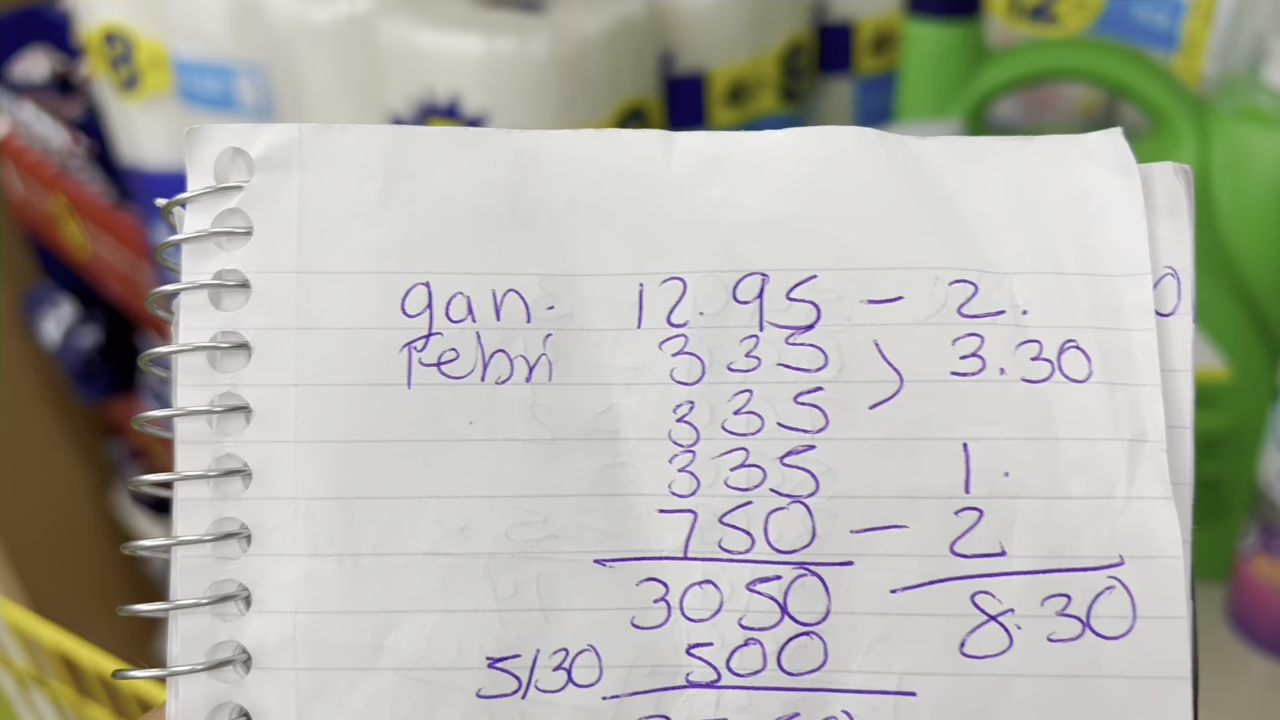 gan. 12.95 - 2.
Febri 335 ) 3.30
335
335 1.
750 - 2
3050 8.30
5/30 500